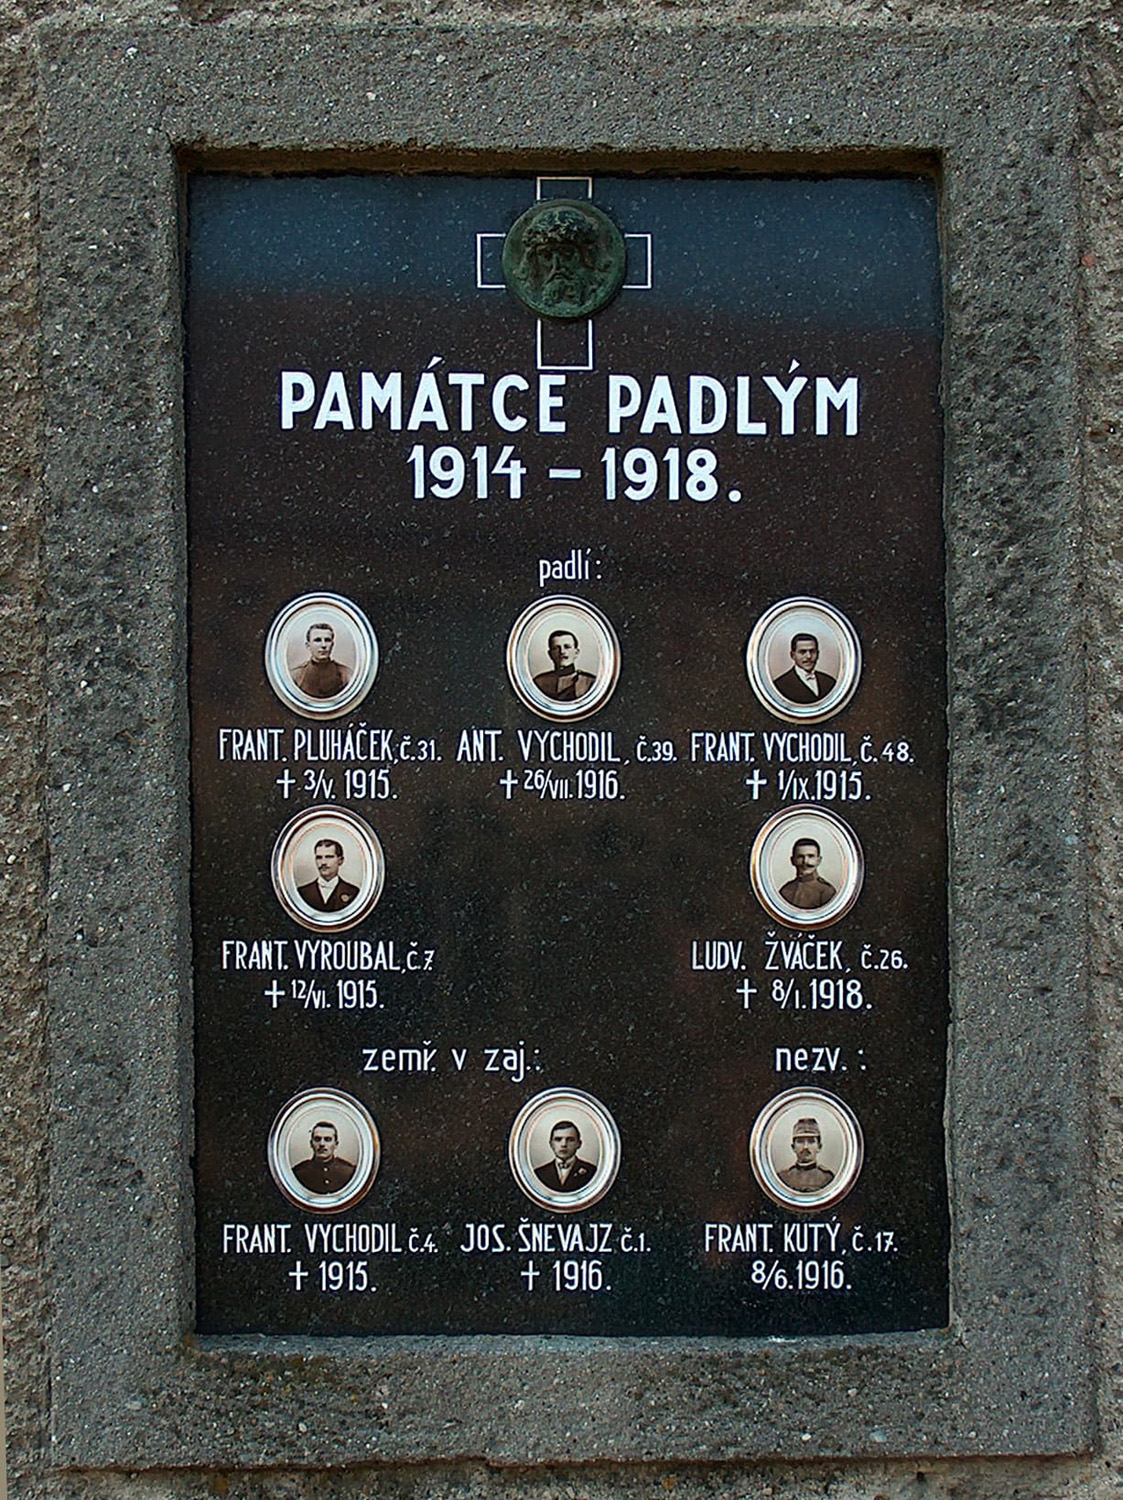 PAMÁTCE PADLÝM
1914 – 1918.
padlí:
FRANT. PLUHÁČEK, č.31. ANT. VYCHODIL, č.39. FRANT. VYCHODIL, č.48.
✝ 3/V. 1915. ✝ 26/VII. 1916. ✝ 1/IX. 1915.
FRANT. VYROUBAL, č.7. LUDV. ŽVÁČEK, č.26.
✝ 12/VI. 1915. ✝ 8/I. 1918.
zemř. v zaj.: nezv.:
FRANT. VYCHODIL č.4. JOS. ŠNEVAJZ č.1. FRANT. KUTÝ, č.17.
✝ 1915. ✝ 1916. 8/6. 1916.